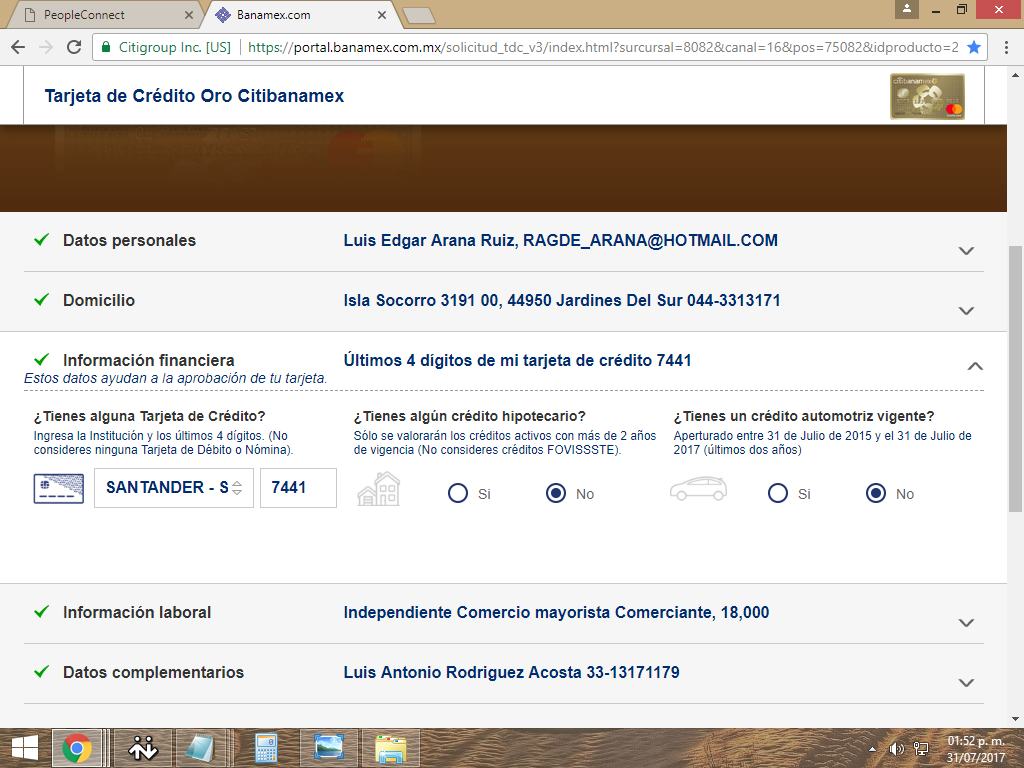 PeopleConnect
Banamex.com
Citigroup Inc. [US]
https://portal.banamex.com.mx/solicitud_tdc_v3/index.html?surcursal=8082&canal=16&pos=75082&idproducto=2
Tarjeta de Crédito Oro Citibanamex
citibanamex
Datos personales
Luis Edgar Arana Ruiz, RAGDE_ARANA@HOTMAIL.COM
Domicilio
Isla Socorro 3191 00, 44950 Jardines Del Sur 044-3313171
Información financiera
Últimos 4 dígitos de mi tarjeta de crédito 7441
Estos datos ayudan a la aprobación de tu tarjeta.
¿Tienes alguna Tarjeta de Crédito?
Ingresa la Institución y los últimos 4 dígitos. (No
consideres ninguna Tarjeta de Débito o Nómina).
SANTANDER - S
7441
¿Tienes algún crédito hipotecario?
Sólo se valorarán los créditos activos con más de 2 años
de vigencia (No consideres créditos FOVISSSTE).
Si
No
¿Tienes un crédito automotriz vigente?
Aperturado entre 31 de Julio de 2015 y el 31 de Julio de
2017 (últimos dos años)
Si
No
Información laboral
Independiente Comercio mayorista Comerciante, 18,000
Datos complementarios
Luis Antonio Rodriguez Acosta 33-13171179
01:52 p. m.
31/07/2017